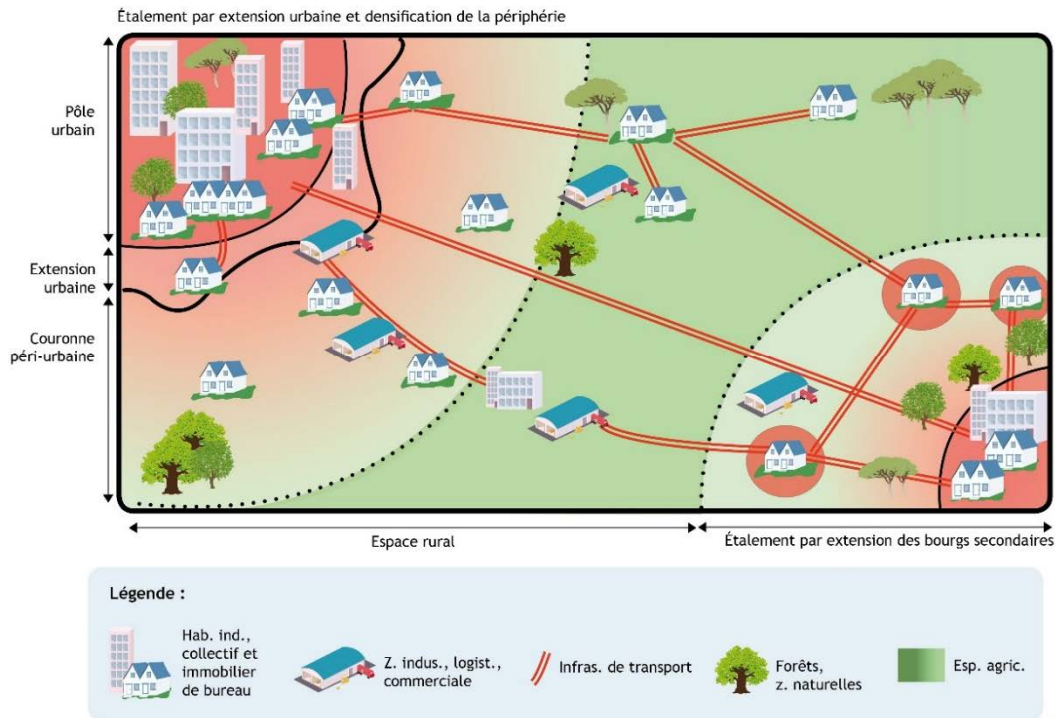 Étalement par extension urbaine et densification de la périphérie
Pôle
urbain
Extension
urbaine
Couronne
péri-urbaine
Espace rural
Étalement par extension des bourgs secondaires
Légende :
Hab. ind.,
collectif et
immobilier
de bureau
Z. indus., logist.,
commerciale
Infras. de transport
Forêts,
z. naturelles
Esp. agric.